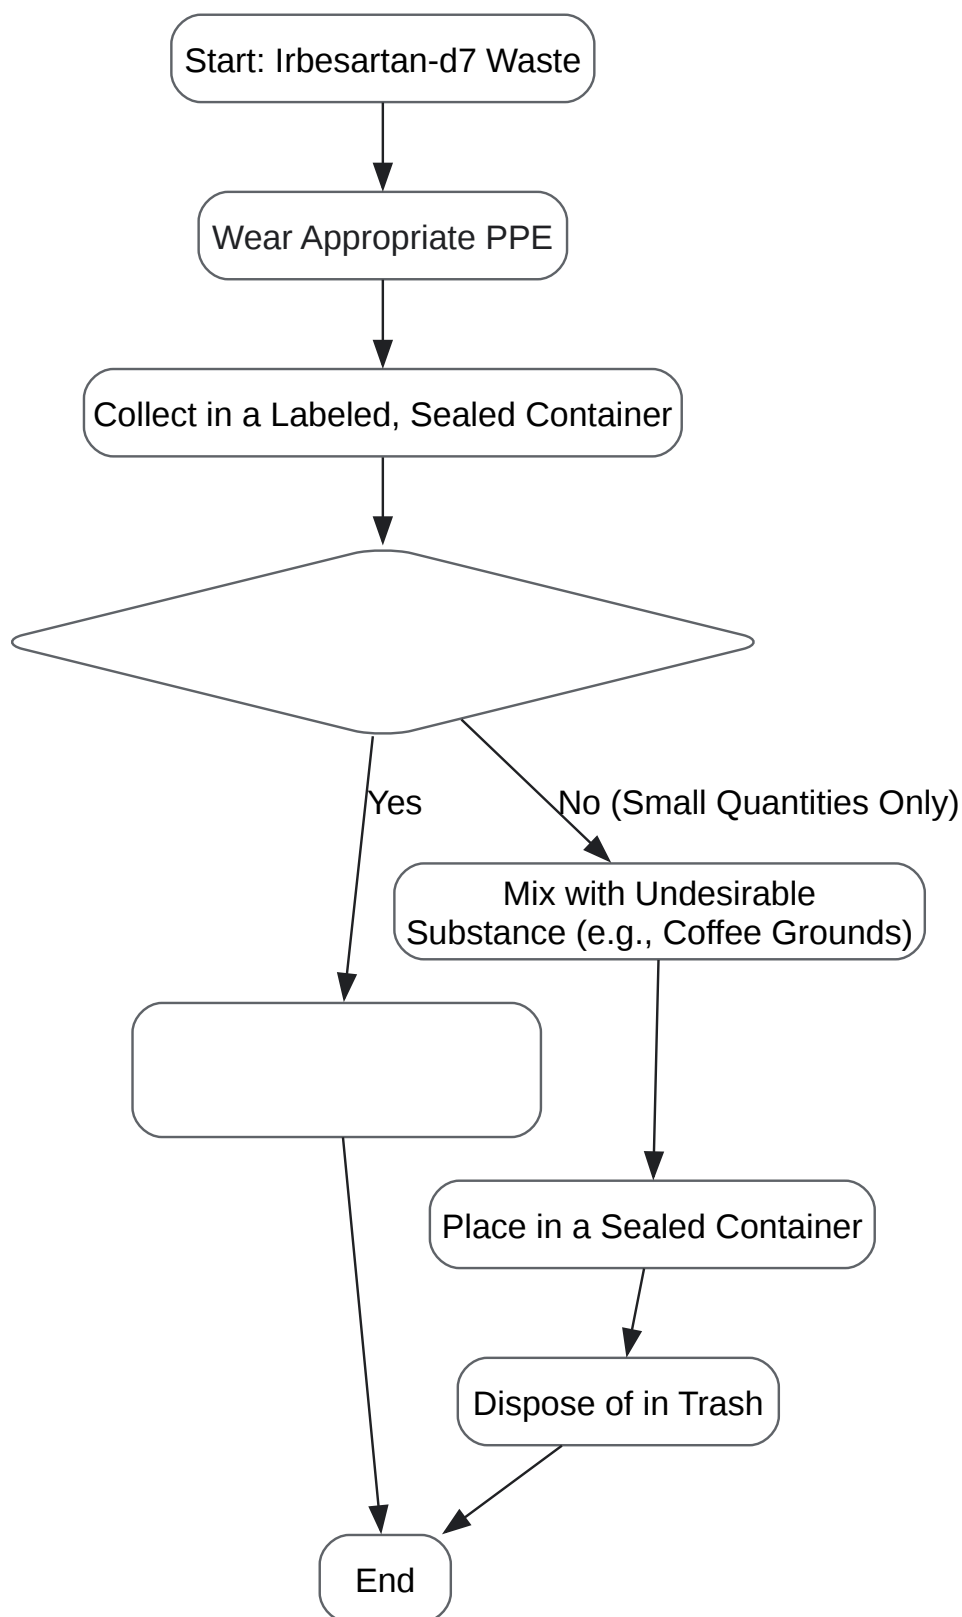 Start: Irbesartan-d7 Waste
Wear Appropriate PPE
Collect in a Labeled, Sealed Container
Yes
No (Small Quantities Only)
Mix with Undesirable
Substance (e.g., Coffee Grounds)
Place in a Sealed Container
Dispose of in Trash
End